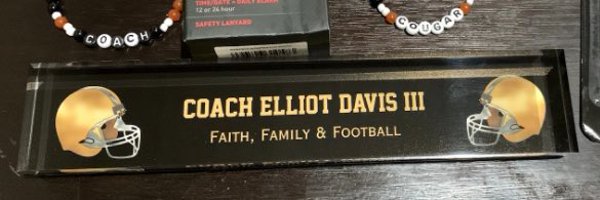 TIME/DATE • DAILY ALARM
12 or 24 hour
SAFETY LANYARD
COACH
COUGAR
COACH ELLIOT DAVIS III
FAITH, FAMILY & FOOTBALL